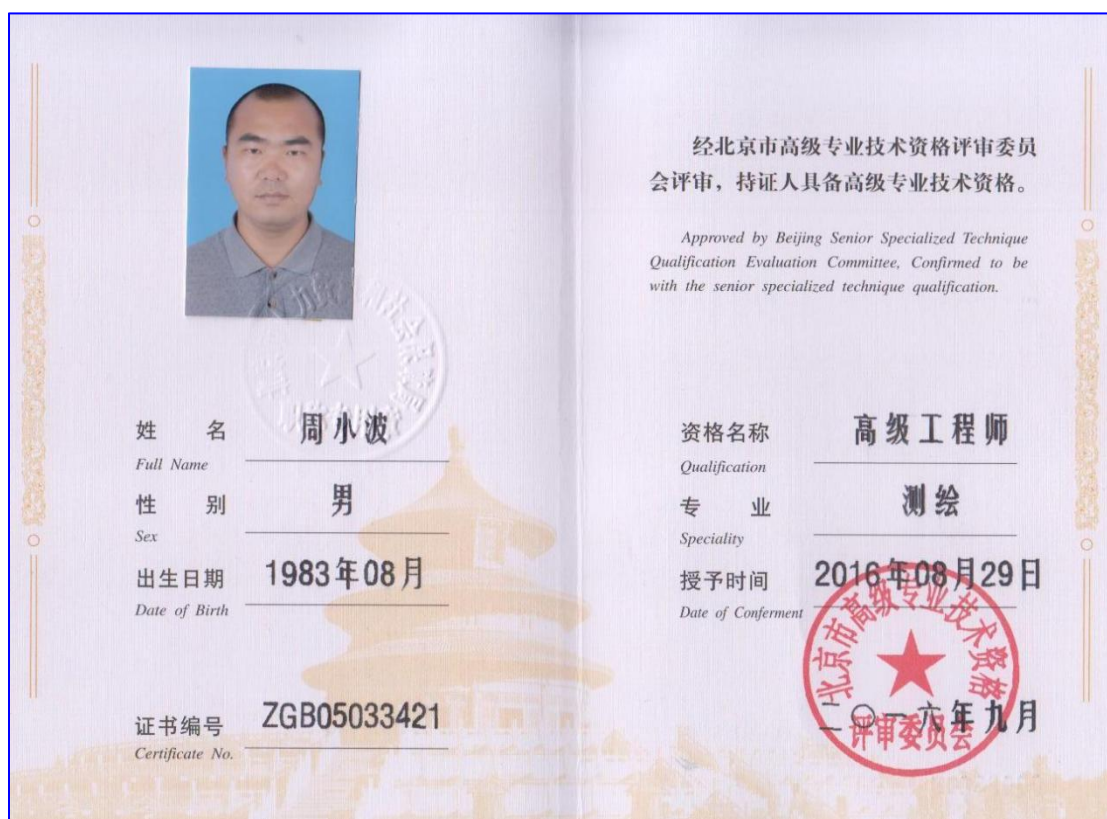 姓 名 周小波
Full Name
性 别 男
Sex
出生日期 1983年08月
Date of Birth
证书编号 ZGB05033421
Certificate No.
经北京市高级专业技术资格评审委员
会评审，持证人具备高级专业技术资格。
Approved by Beijing Senior Specialized Technique
Qualification Evaluation Committee, Confirmed to be
with the senior specialized technique qualification.
资格名称 高级工程师
Qualification
专 业 测绘
Speciality
授予时间 2016年08月29日
Date of Conferment
北京市高级专业技术资格
评审委员会
二〇一六年九月